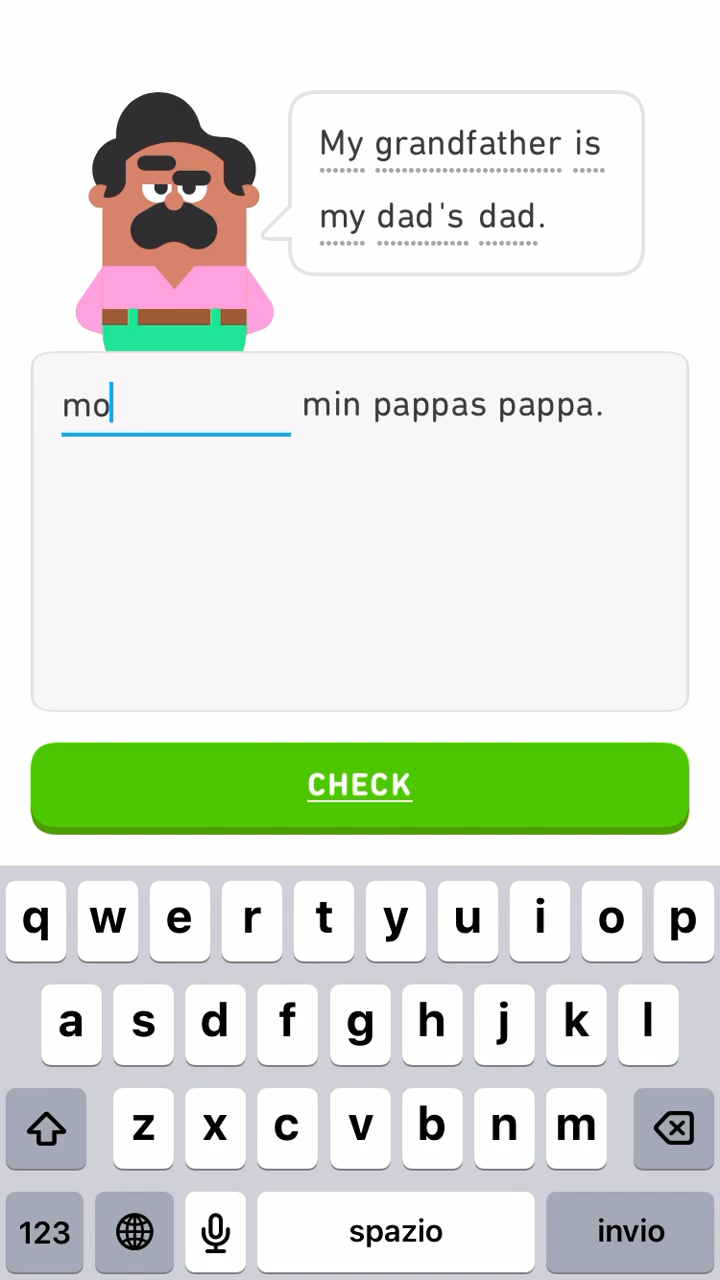 My grandfather is
my dad's dad.
mo min pappas pappa.
CHECK
q w e r t y u i o p
a s d f g h j k l
z x c v b n m
123 spazio invio